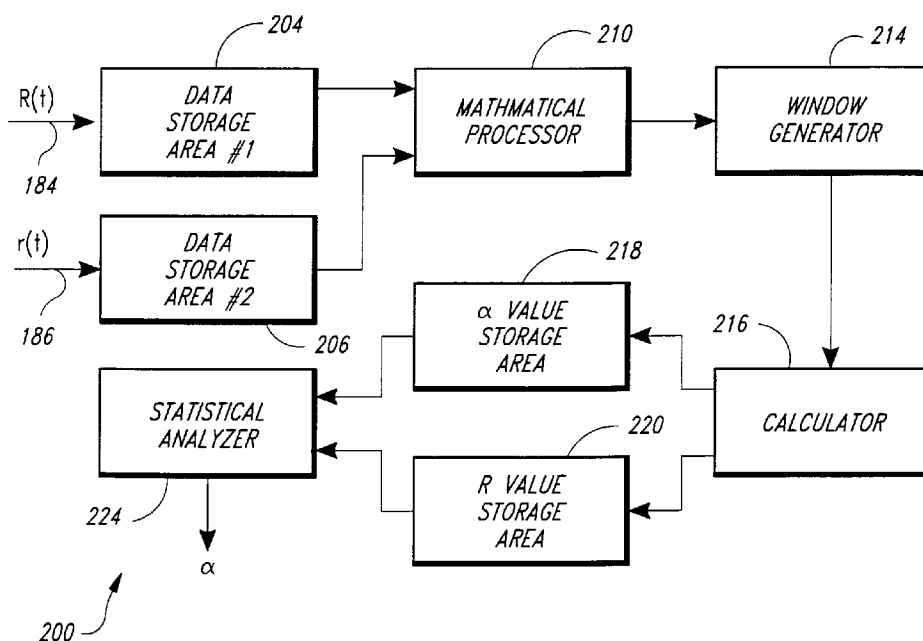 204
210
214
R(t)
DATA
STORAGE
AREA #1
MATHMATICAL
PROCESSOR
WINDOW
GENERATOR
184
r(t)
DATA
STORAGE
AREA #2
218
186
206
α VALUE
STORAGE
AREA
216
STATISTICAL
ANALYZER
CALCULATOR
220
R VALUE
STORAGE
AREA
224
α
200